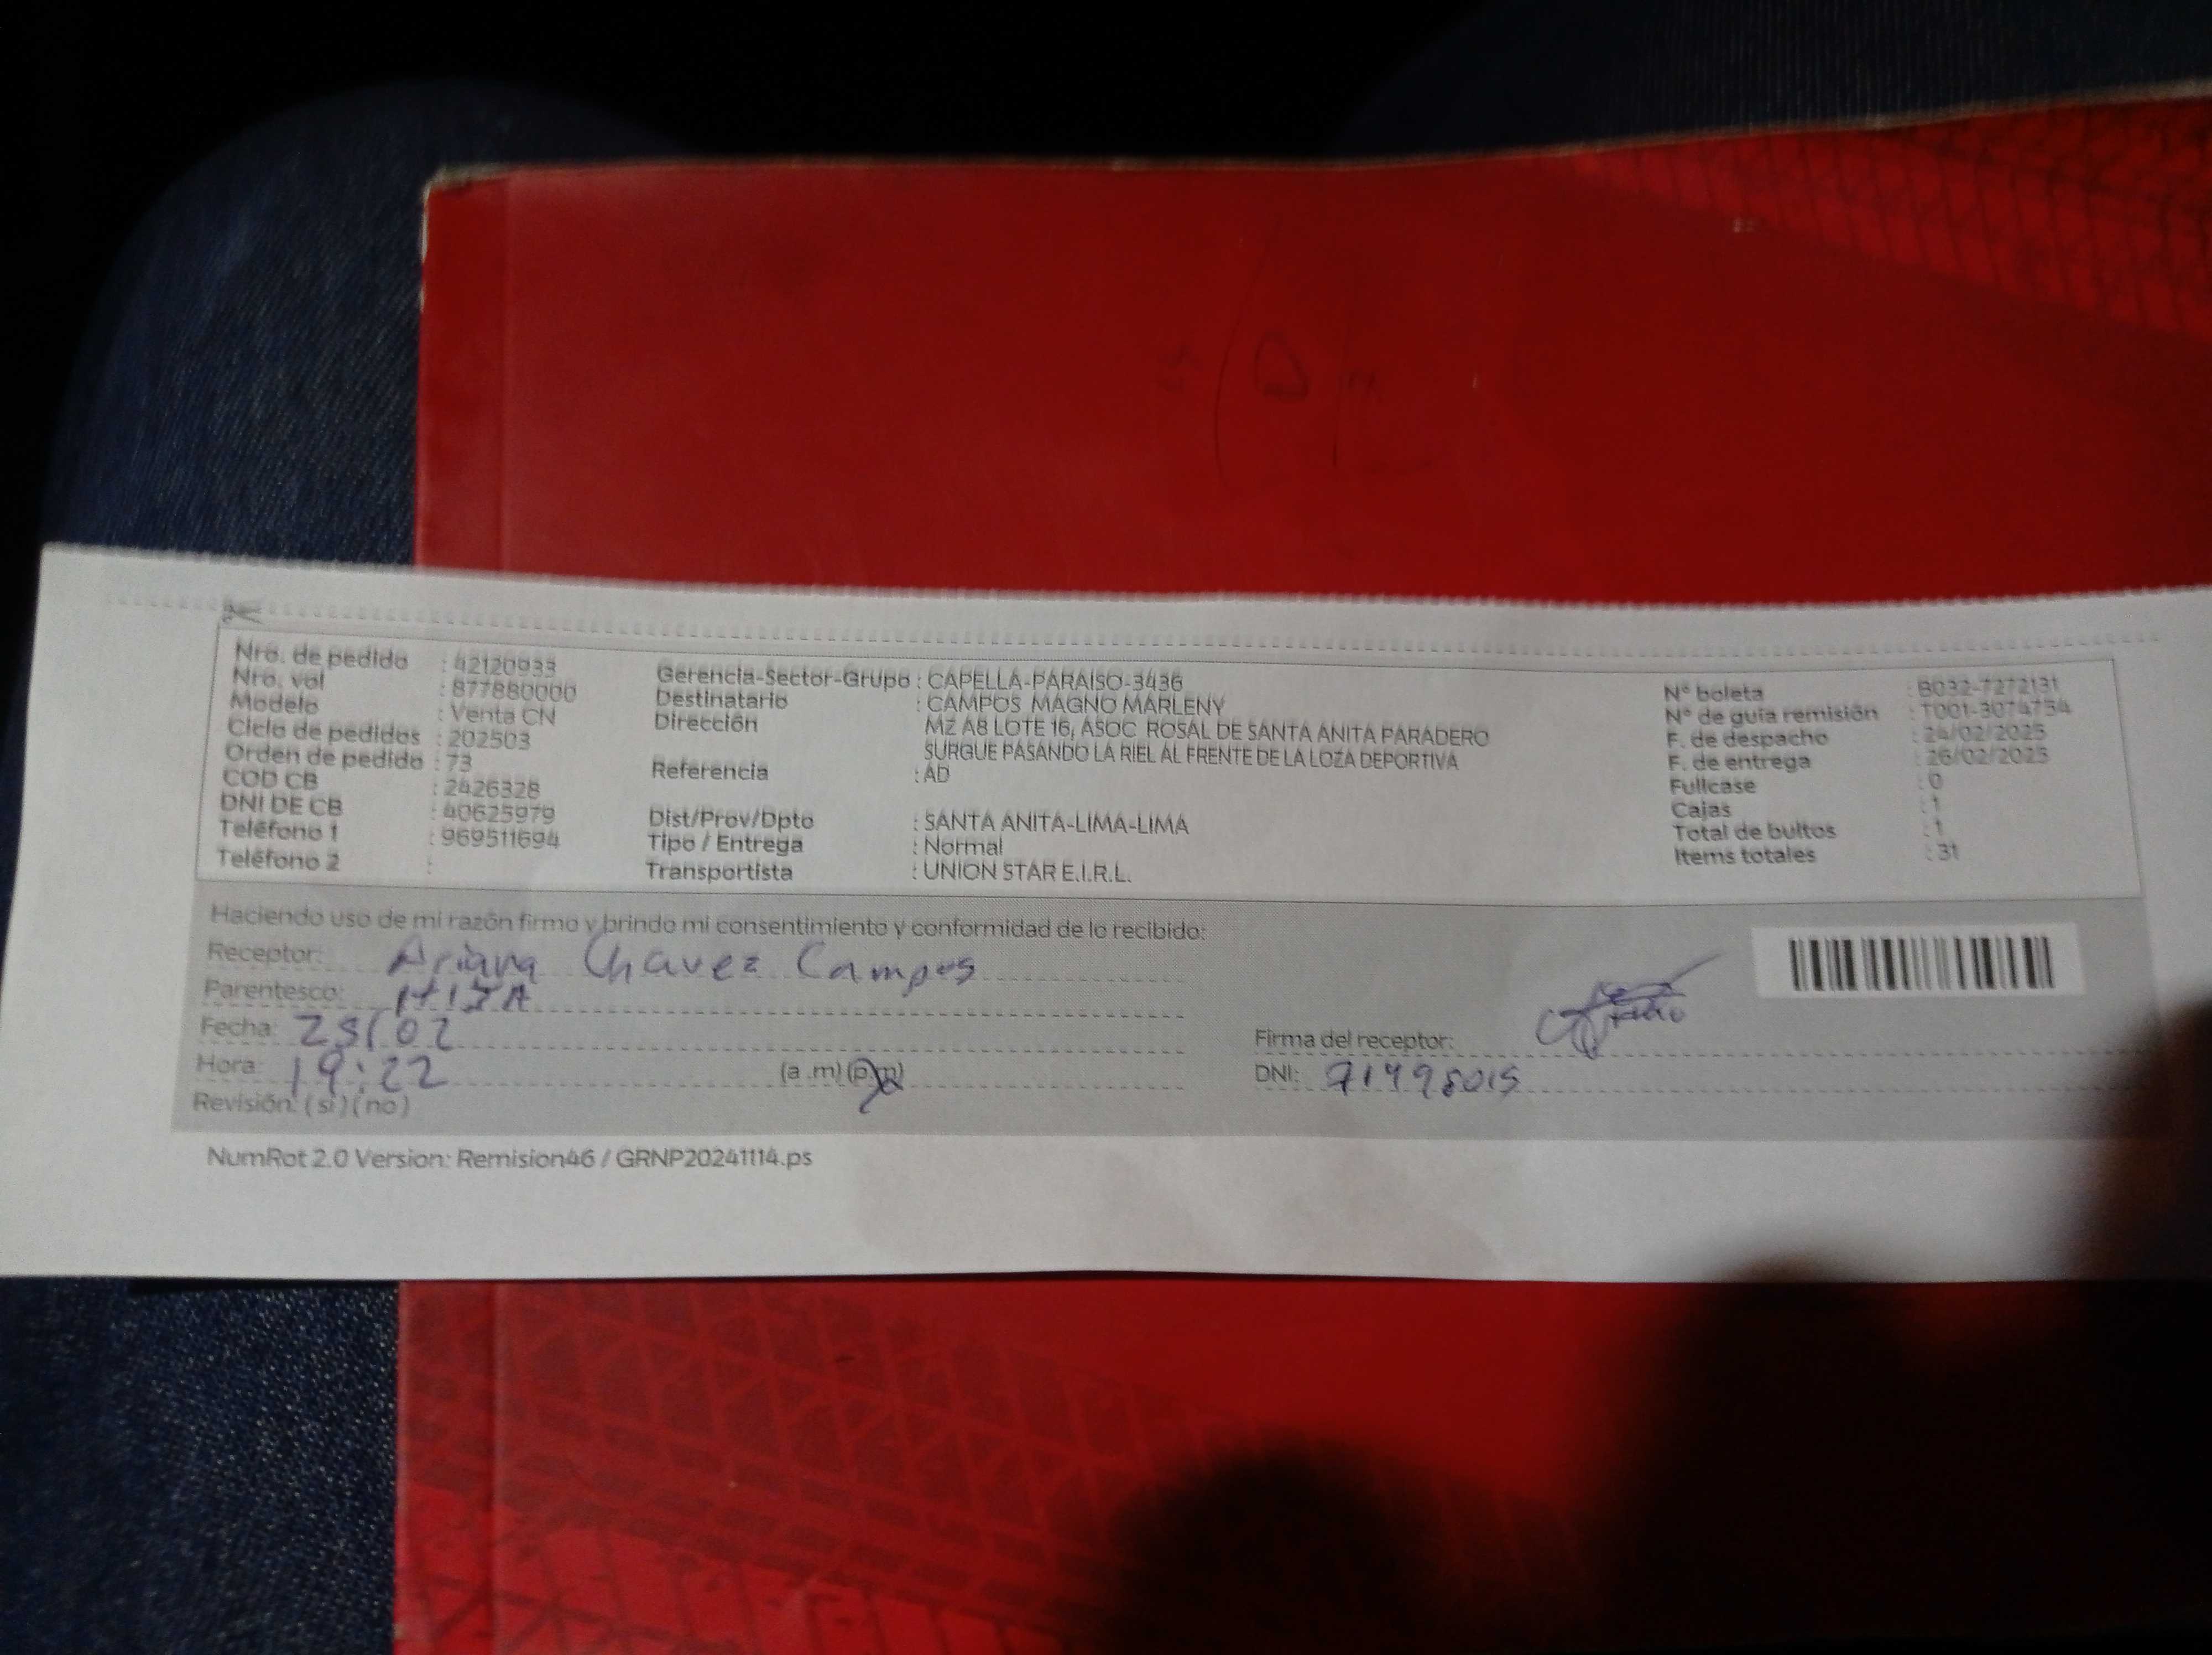 Nro. de pedido : 42120933
Nro. vol : 877880000
Modelo : Venta CN
Ciclo de pedidos : 202503
Orden de pedido : 73
COD CB : 2426328
DNI DE CB : 40625979
Teléfono 1 : 969511694
Teléfono 2 :
Gerencia-Sector-Grupo : CAPELLA-PARAISO-3436
Destinatario : CAMPOS MAGNO MARLENY
Dirección MZ A8 LOTE 16, ASOC ROSAL DE SANTA ANITA PARADERO
SURGUE PASANDO LA RIEL AL FRENTE DE LA LOZA DEPORTIVA
Referencia : AD
Dist/Prov/Dpto : SANTA ANITA-LIMA-LIMA
Tipo / Entrega : Normal
Transportista : UNION STAR E.I.R.L.
N° boleta : B032-7272131
N° de guía remisión : T001-3074754
F. de despacho : 24/02/2025
F. de entrega : 26/02/2025
Fullcase : 0
Cajas : 1
Total de bultos : 1
Items totales : 31
Haciendo uso de mi razón firmo y brindo mi consentimiento y conformidad de lo recibido:
Receptor: Ariana Chavez Campos
Parentesco: HIJA
Fecha: 25/02
Hora: 19:22 (a .m) (p.m)
Revisión: (si) (no)
Firma del receptor:
DNI: 71498015
NumRot 2.0 Version: Remision46 / GRNP20241114.ps